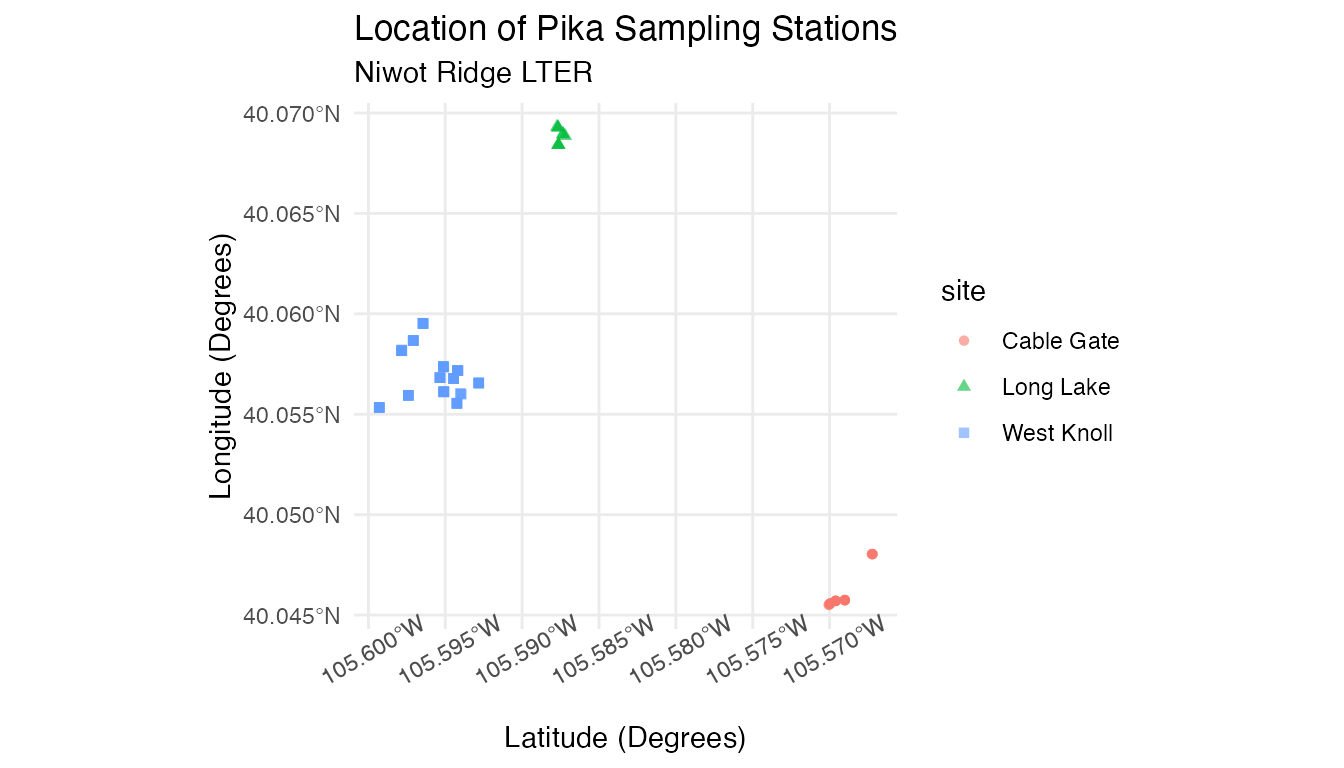 Location of Pika Sampling Stations
Niwot Ridge LTER
40.070°N
40.065°N
40.060°N
40.055°N
40.050°N
40.045°N
Longitude (Degrees)
105.600°W
105.595°W
105.590°W
105.585°W
105.580°W
105.575°W
105.570°W
Latitude (Degrees)
site
Cable Gate
Long Lake
West Knoll